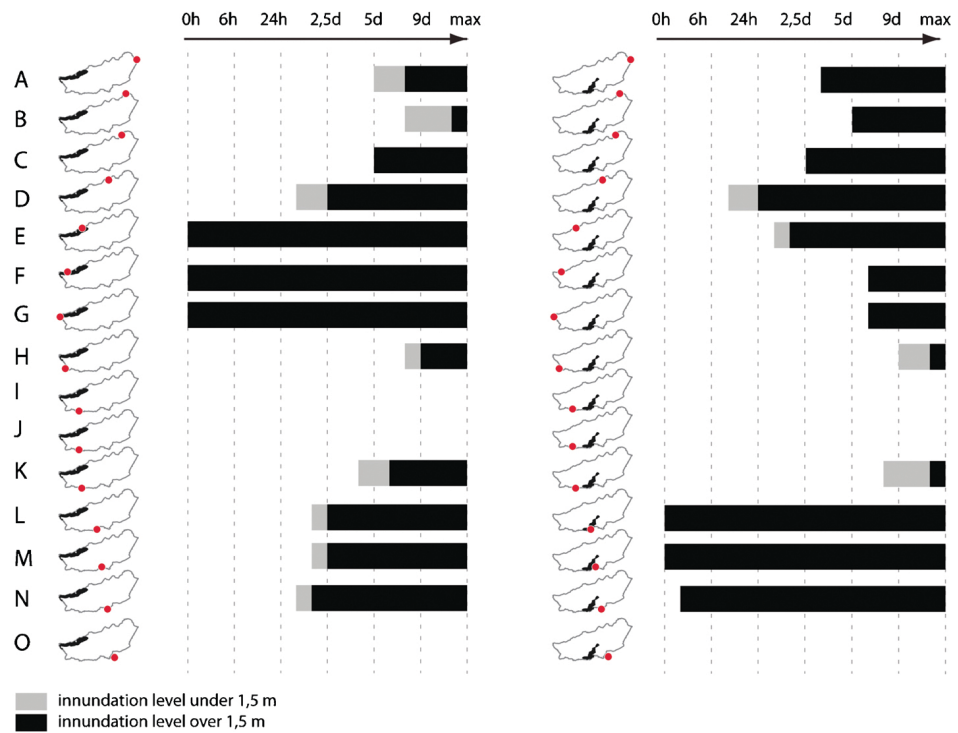 0h 6h 24h 2,5d 5d 9d max 0h 6h 24h 2,5d 5d 9d max
A
B
C
D
E
F
G
H
I
J
K
L
M
N
O
innundation level under 1,5 m
innundation level over 1,5 m